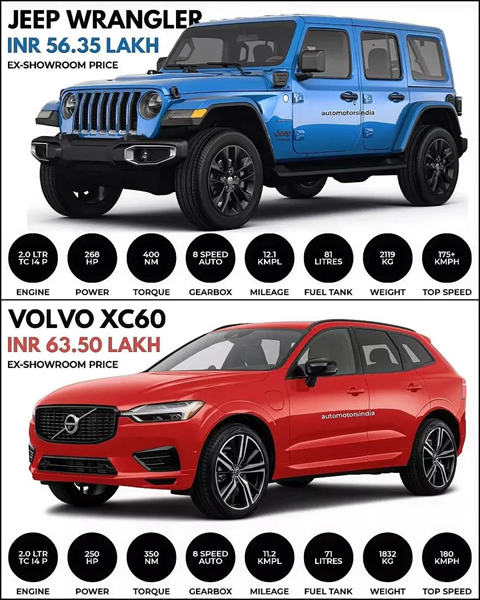 JEEP WRANGLER
INR 56.35 LAKH
EX-SHOWROOM PRICE
Jeep
automotorsindia
2.0 LTR 268 400 8 SPEED 12.1 81 2119 175+
TC I4 P HP NM AUTO KMPL LITRES KG KMPH
ENGINE POWER TORQUE GEARBOX MILEAGE FUEL TANK WEIGHT TOP SPEED
VOLVO XC60
INR 63.50 LAKH
EX-SHOWROOM PRICE
automotorsindia
2.0 LTR 250 350 8 SPEED 11.2 71 1832 180
TC I4 P HP NM AUTO KMPL LITRES KG KMPH
ENGINE POWER TORQUE GEARBOX MILEAGE FUEL TANK WEIGHT TOP SPEED